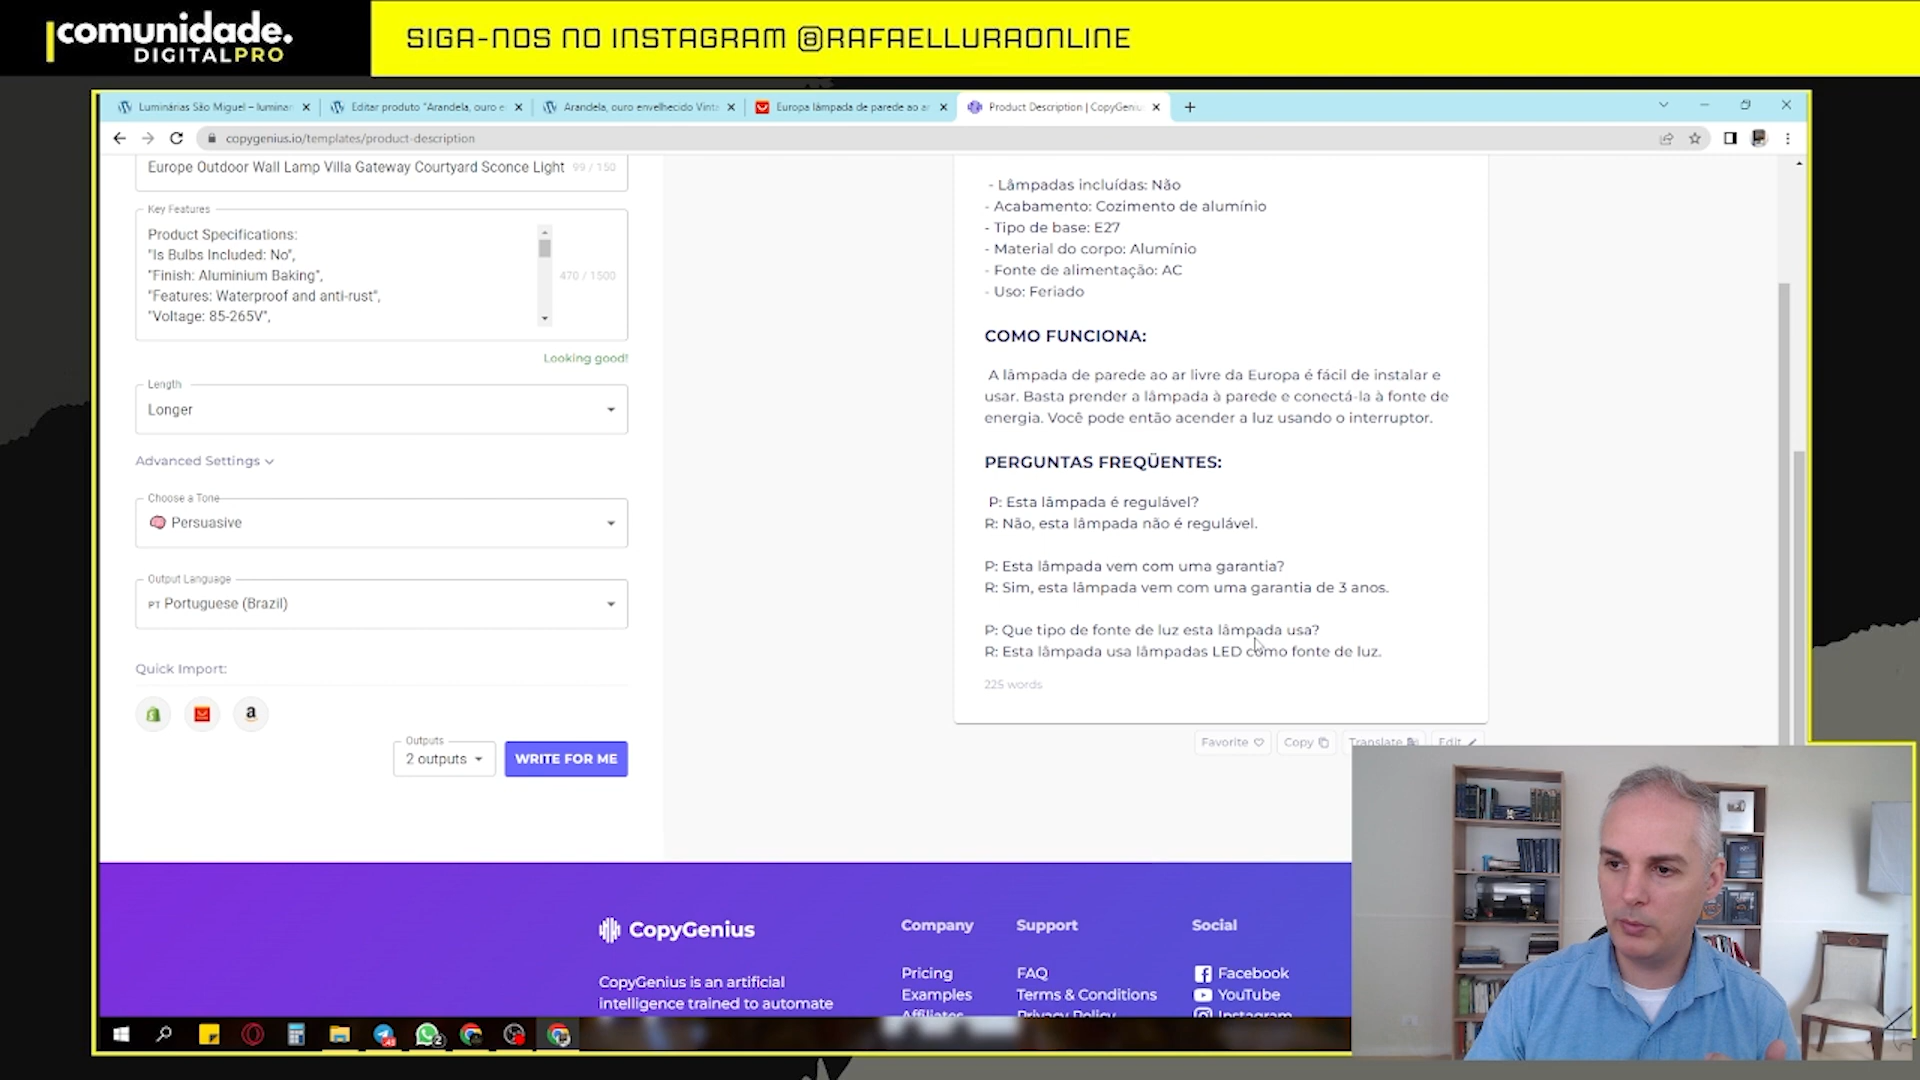 comunidade.
DIGITALPRO
SIGA-NOS NO INSTAGRAM @RAFAELLURAONLINE
Luminárias São Miguel – luminar
Editar produto "Arandela, ouro e
Arandela, ouro envelhecido Vinta
Europa lâmpada de parede ao ar
Product Description | CopyGeniu
copygenius.io/templates/product-description
Europe Outdoor Wall Lamp Villa Gateway Courtyard Sconce Light
99 / 150
Key Features
Product Specifications:
"Is Bulbs Included: No",
"Finish: Aluminium Baking",
"Features: Waterproof and anti-rust",
"Voltage: 85-265V",
470 / 1500
Looking good!
Length
Longer
Advanced Settings
Choose a Tone
Persuasive
Output Language
PT Portuguese (Brazil)
Quick Import:
Outputs
2 outputs
WRITE FOR ME
- Lâmpadas incluídas: Não
- Acabamento: Cozimento de alumínio
- Tipo de base: E27
- Material do corpo: Alumínio
- Fonte de alimentação: AC
- Uso: Feriado
COMO FUNCIONA:
A lâmpada de parede ao ar livre da Europa é fácil de instalar e
usar. Basta prender a lâmpada à parede e conectá-la à fonte de
energia. Você pode então acender a luz usando o interruptor.
PERGUNTAS FREQÜENTES:
P: Esta lâmpada é regulável?
R: Não, esta lâmpada não é regulável.
P: Esta lâmpada vem com uma garantia?
R: Sim, esta lâmpada vem com uma garantia de 3 anos.
P: Que tipo de fonte de luz esta lâmpada usa?
R: Esta lâmpada usa lâmpadas LED como fonte de luz.
225 words
Favorite
Copy
Translate
Edit
CopyGenius
CopyGenius is an artificial
intelligence trained to automate
Company
Pricing
Examples
Affiliates
Support
FAQ
Terms & Conditions
Privacy Policy
Social
Facebook
YouTube
Instagram